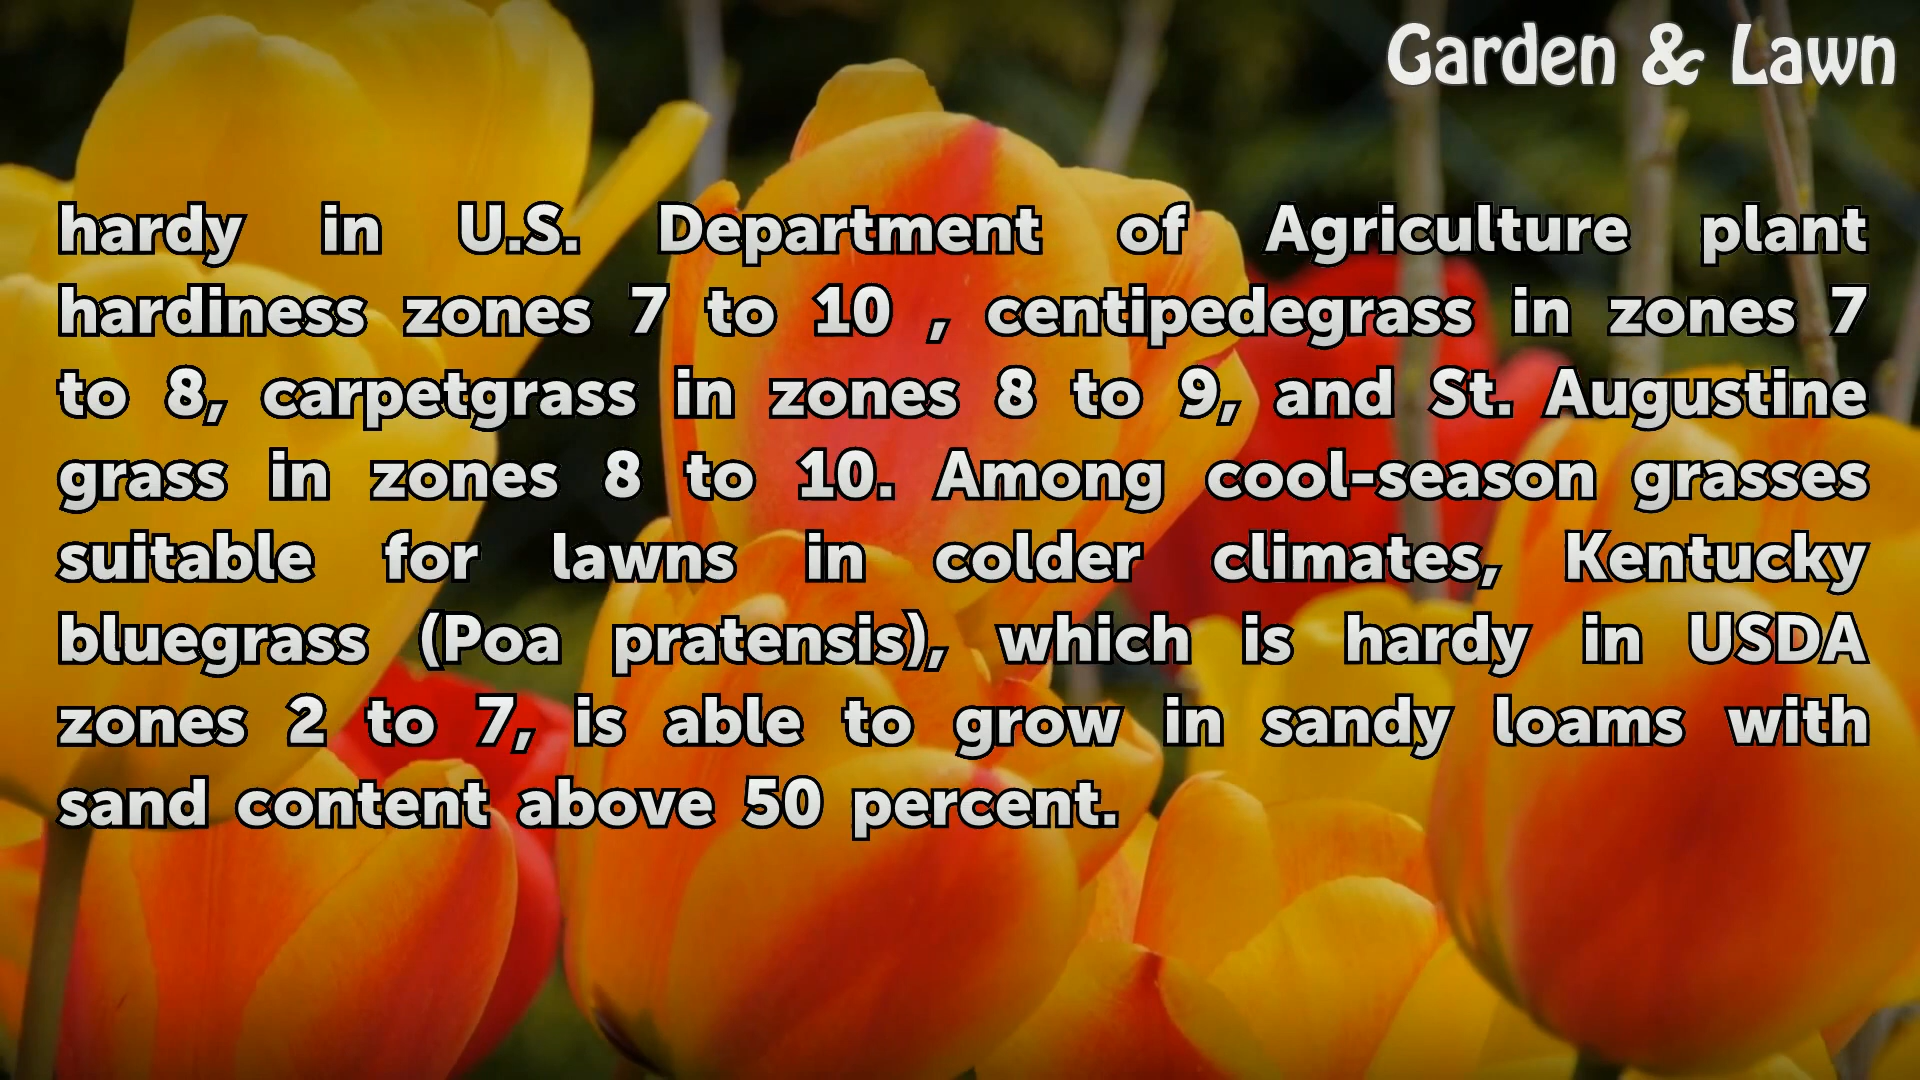 Garden & Lawn
hardy in U.S. Department of Agriculture plant
hardiness zones 7 to 10 , centipedegrass in zones 7
to 8, carpetgrass in zones 8 to 9, and St. Augustine
grass in zones 8 to 10. Among cool-season grasses
suitable for lawns in colder climates, Kentucky
bluegrass (Poa pratensis), which is hardy in USDA
zones 2 to 7, is able to grow in sandy loams with
sand content above 50 percent.